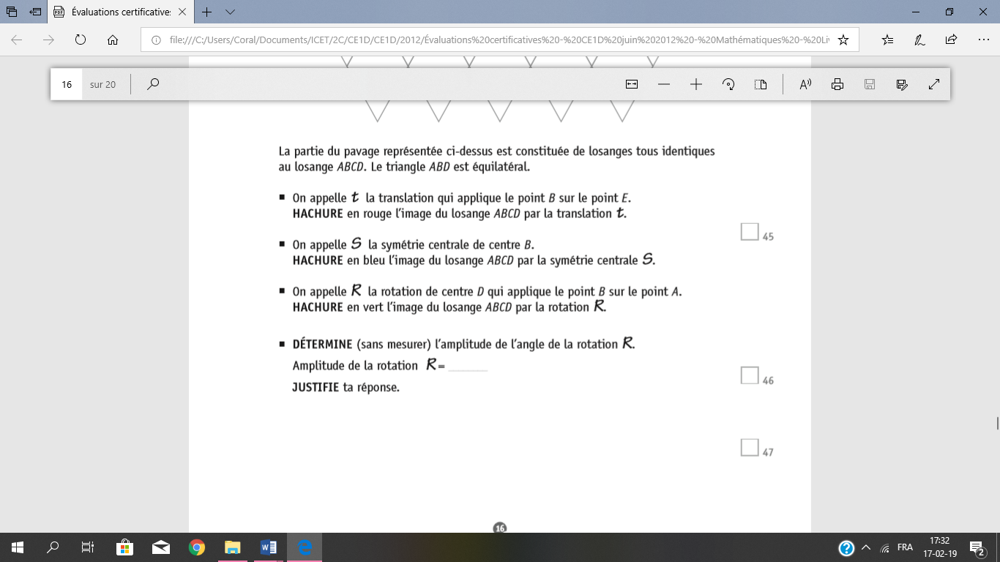 Évaluations certificatives
file:///C:/Users/Coral/Documents/ICET/2C/CE1D/CE1D/2012/Évaluations%20certificatives%20-%20CE1D%20juin%202012%20-%20Mathématiques%20-%20Li
16 sur 20
La partie du pavage représentée ci-dessus est constituée de losanges tous identiques
au losange ABCD. Le triangle ABD est équilatéral.
▪ On appelle t la translation qui applique le point B sur le point E.
HACHURE en rouge l'image du losange ABCD par la translation t.
45
▪ On appelle S la symétrie centrale de centre B.
HACHURE en bleu l'image du losange ABCD par la symétrie centrale S.
▪ On appelle R la rotation de centre D qui applique le point B sur le point A.
HACHURE en vert l'image du losange ABCD par la rotation R.
▪ DÉTERMINE (sans mesurer) l'amplitude de l'angle de la rotation R.
Amplitude de la rotation R = ______
46
JUSTIFIE ta réponse.
47
16
FRA
17:32
17-02-19
2